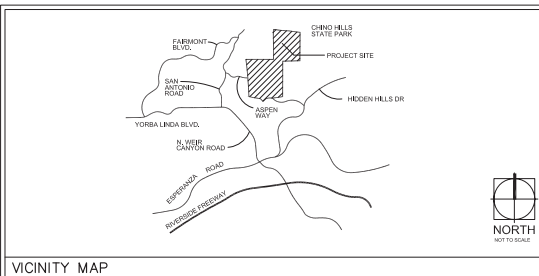 CHINO HILLS
STATE PARK
FAIRMONT
BLVD.
PROJECT SITE
SAN
ANTONIO
ROAD
HIDDEN HILLS DR
ASPEN
WAY
YORBA LINDA BLVD.
N. WEIR
CANYON ROAD
ESPERANZA ROAD
RIVERSIDE FREEWAY
NORTH
NOT TO SCALE
VICINITY MAP